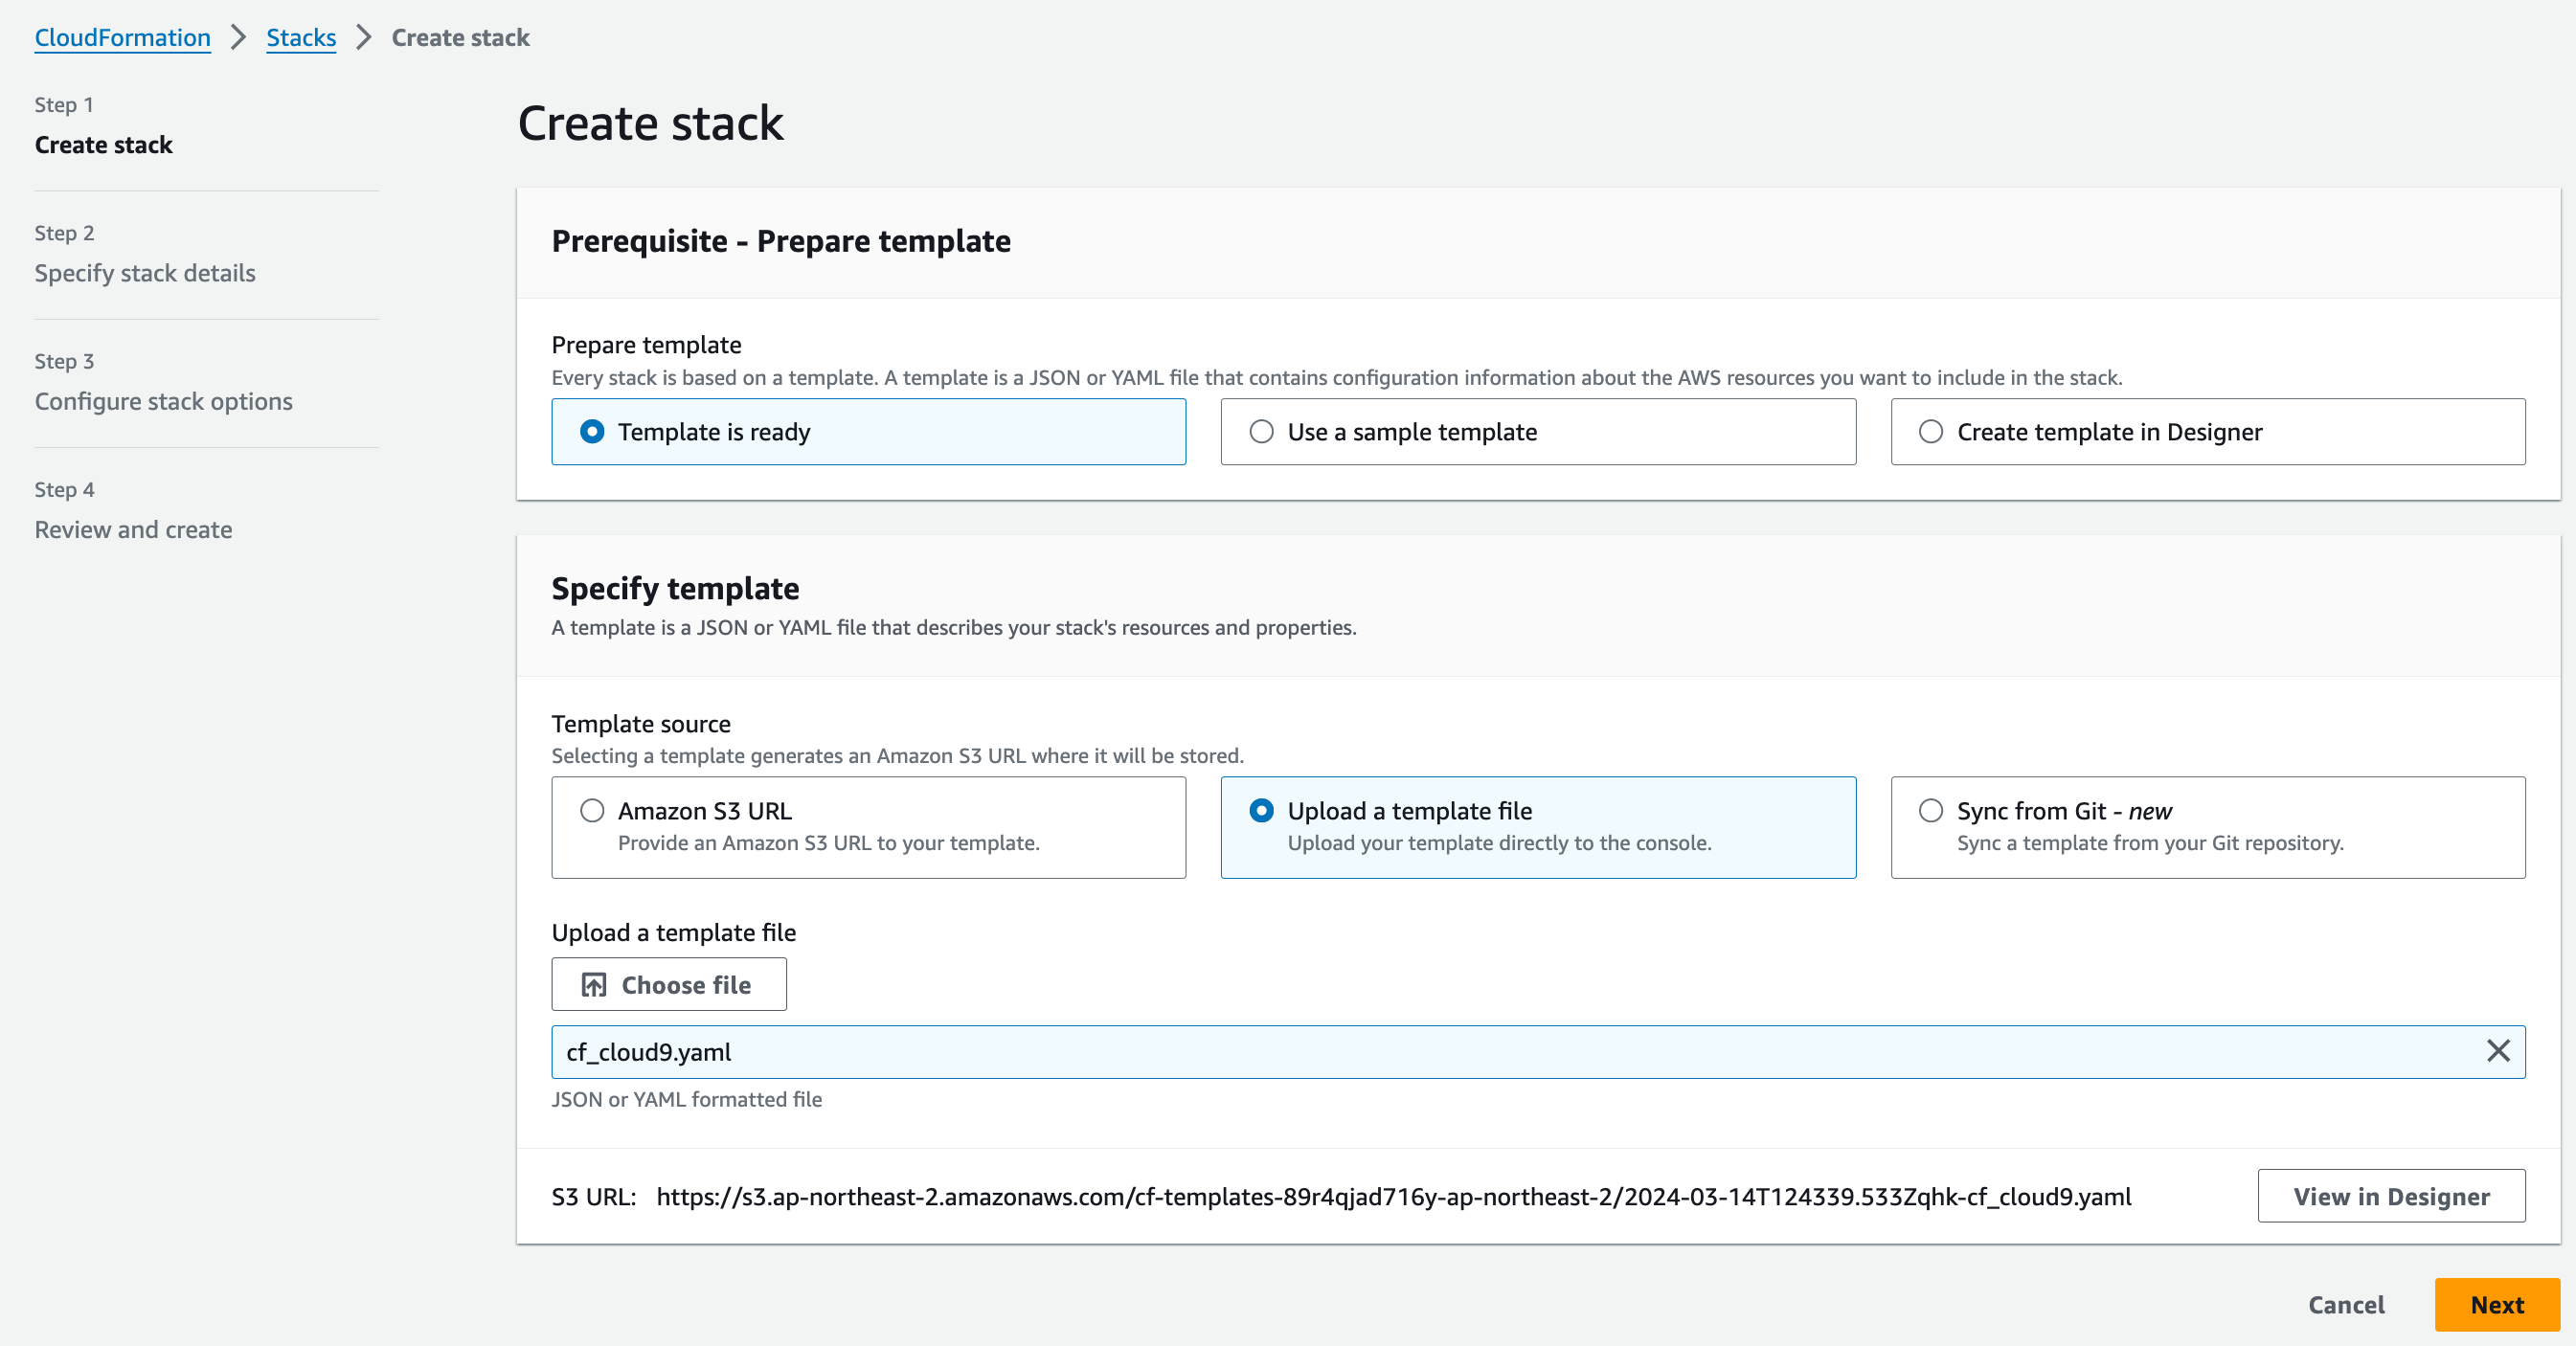 CloudFormation > Stacks > Create stack
Step 1
Create stack
Step 2
Specify stack details
Step 3
Configure stack options
Step 4
Review and create
Create stack
Prerequisite - Prepare template
Prepare template
Every stack is based on a template. A template is a JSON or YAML file that contains configuration information about the AWS resources you want to include in the stack.
Template is ready
Use a sample template
Create template in Designer
Specify template
A template is a JSON or YAML file that describes your stack's resources and properties.
Template source
Selecting a template generates an Amazon S3 URL where it will be stored.
Amazon S3 URL
Provide an Amazon S3 URL to your template.
Upload a template file
Upload your template directly to the console.
Sync from Git - new
Sync a template from your Git repository.
Upload a template file
Choose file
cf_cloud9.yaml
JSON or YAML formatted file
S3 URL: https://s3.ap-northeast-2.amazonaws.com/cf-templates-89r4qjad716y-ap-northeast-2/2024-03-14T124339.533Zqhk-cf_cloud9.yaml
View in Designer
Cancel
Next